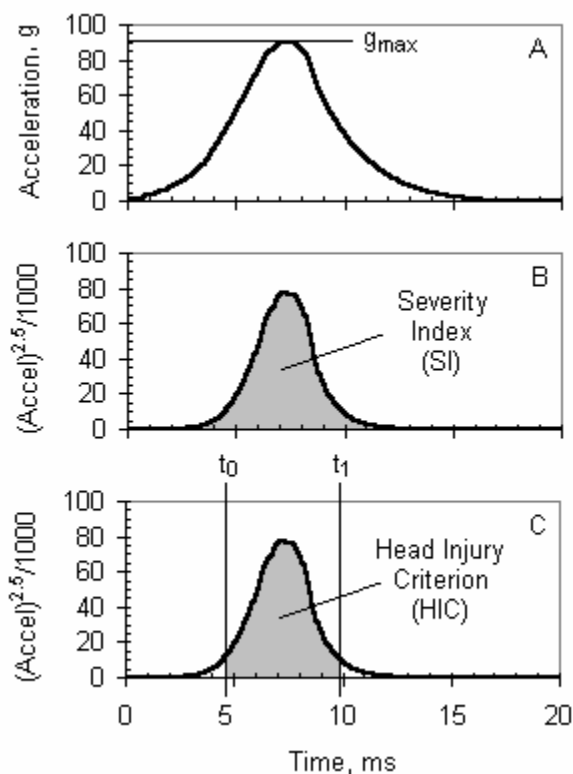 100
80
60
40
20
0
Acceleration, g
gmax
A
100
80
60
40
20
0
(Accel)2.5/1000
B
Severity
Index
(SI)
t0
t1
100
80
60
40
20
0
(Accel)2.5/1000
C
Head Injury
Criterion
(HIC)
0 5 10 15 20
Time, ms